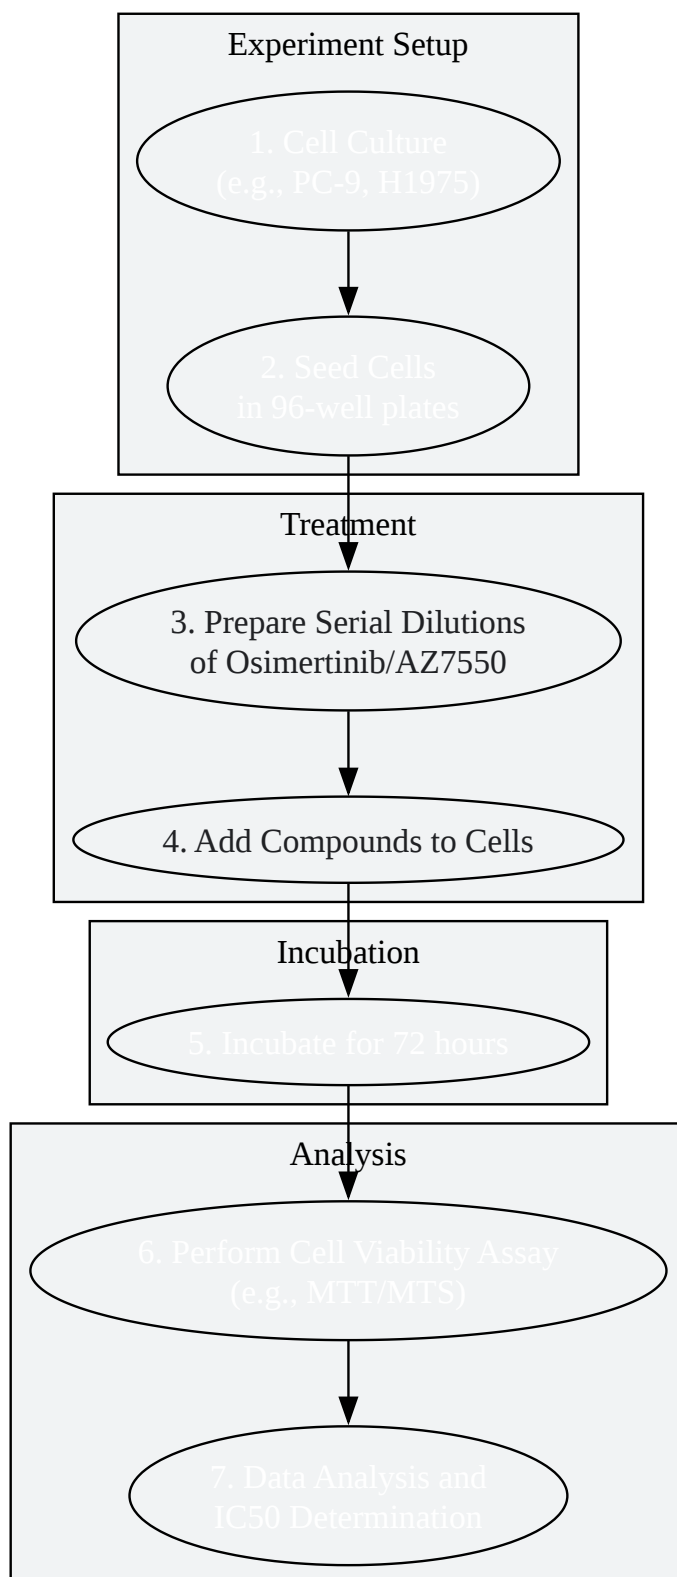 Experiment Setup
1. Cell Culture
(e.g., PC-9, H1975)
2. Seed Cells
in 96-well plates
Treatment
3. Prepare Serial Dilutions
of Osimertinib/AZ7550
4. Add Compounds to Cells
Incubation
5. Incubate for 72 hours
Analysis
6. Perform Cell Viability Assay
(e.g., MTT/MTS)
7. Data Analysis and
IC50 Determination